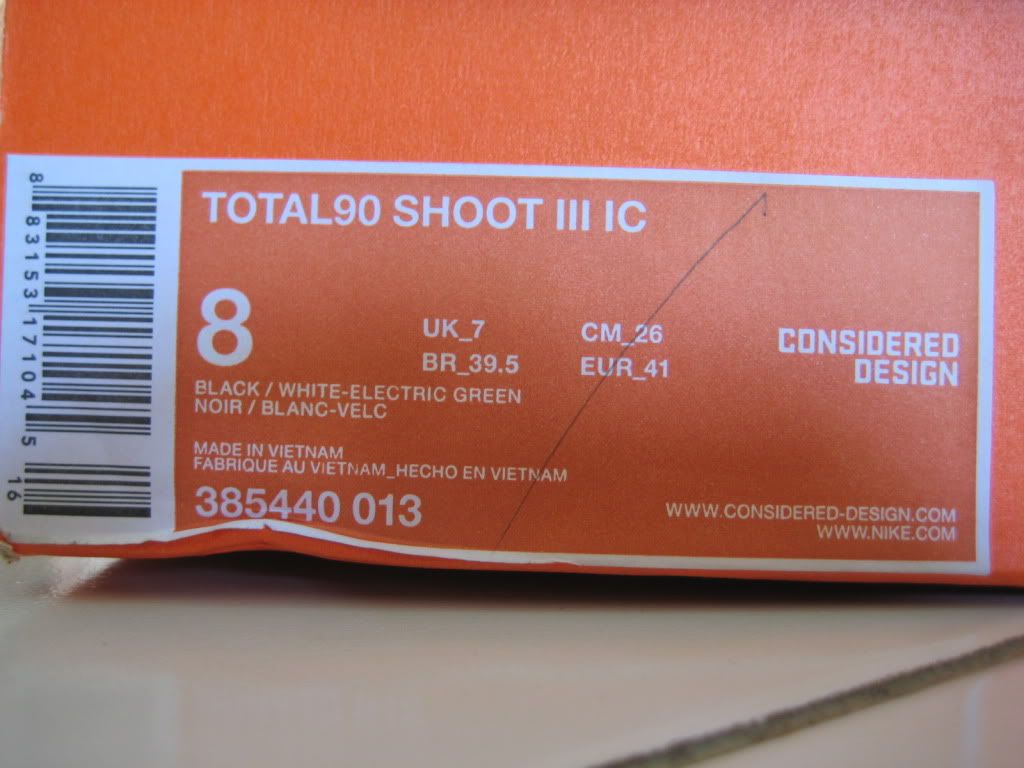 TOTAL90 SHOOT III IC
8
UK_7 CM_26
BR_39.5 EUR_41
CONSIDERED
DESIGN
BLACK / WHITE-ELECTRIC GREEN
NOIR / BLANC-VELC
MADE IN VIETNAM
FABRIQUE AU VIETNAM_HECHO EN VIETNAM
385440 013
WWW.CONSIDERED-DESIGN.COM
WWW.NIKE.COM
8 83153 17104 5
16